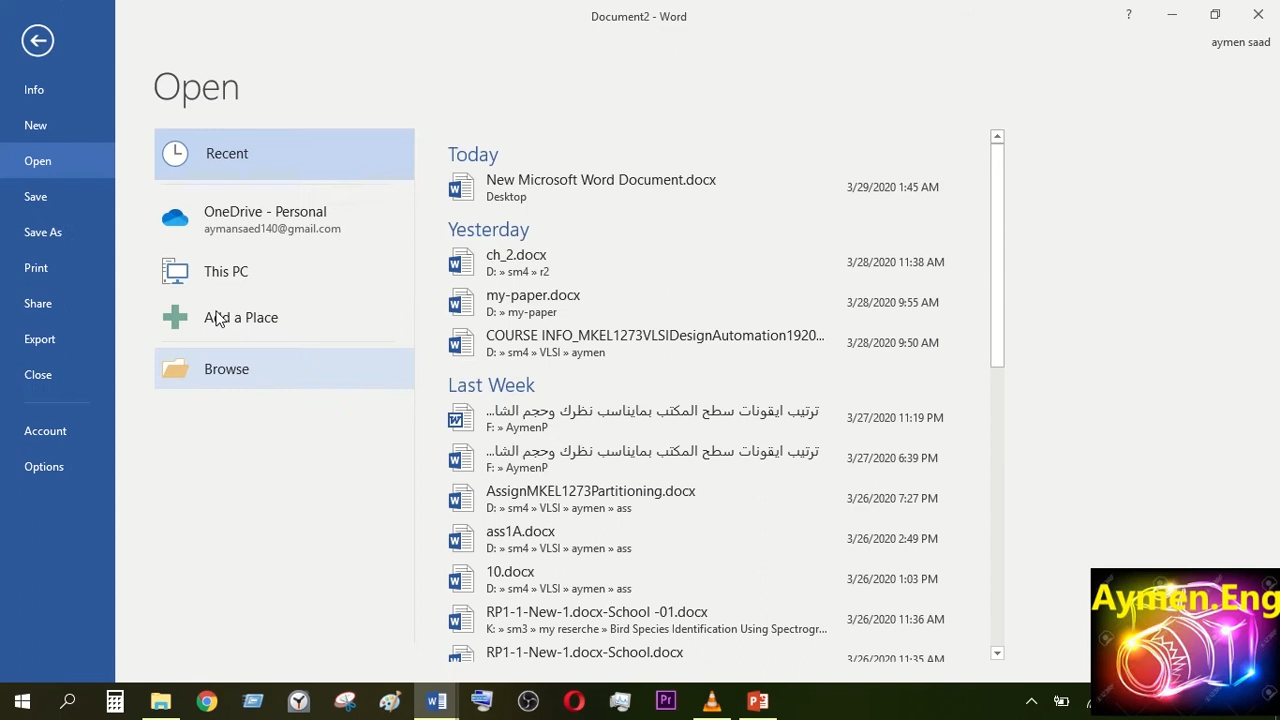 Document2 - Word
?
aymen saad
Info
New
Open
Save
Save As
Print
Share
Export
Close
Account
Options
Open
Recent
OneDrive - Personal
aymansaed140@gmail.com
This PC
Add a Place
Browse
Today
New Microsoft Word Document.docx
3/29/2020 1:45 AM
Desktop
Yesterday
ch_2.docx
3/28/2020 11:38 AM
D: » sm4 » r2
my-paper.docx
3/28/2020 9:55 AM
D: » my-paper
COURSE INFO_MKEL1273VLSIDesignAutomation1920...
3/28/2020 9:50 AM
D: » sm4 » VLSI » aymen
Last Week
ترتيب ايقونات سطح المكتب بمايناسب نظرك وحجم الشا...
3/27/2020 11:19 PM
F: » AymenP
ترتيب ايقونات سطح المكتب بمايناسب نظرك وحجم الشا...
3/27/2020 6:39 PM
F: » AymenP
AssignMKEL1273Partitioning.docx
3/26/2020 7:27 PM
D: » sm4 » VLSI » aymen » ass
ass1A.docx
3/26/2020 2:49 PM
D: » sm4 » VLSI » aymen » ass
10.docx
3/26/2020 1:03 PM
D: » sm4 » VLSI » aymen » ass
RP1-1-New-1.docx-School -01.docx
3/26/2020 11:36 AM
K: » sm3 » my reserche » Bird Species Identification Using Spectrogr...
RP1-1-New-1.docx-School.docx
3/26/2020 11:35 AM
Aymen.Eng
Pr